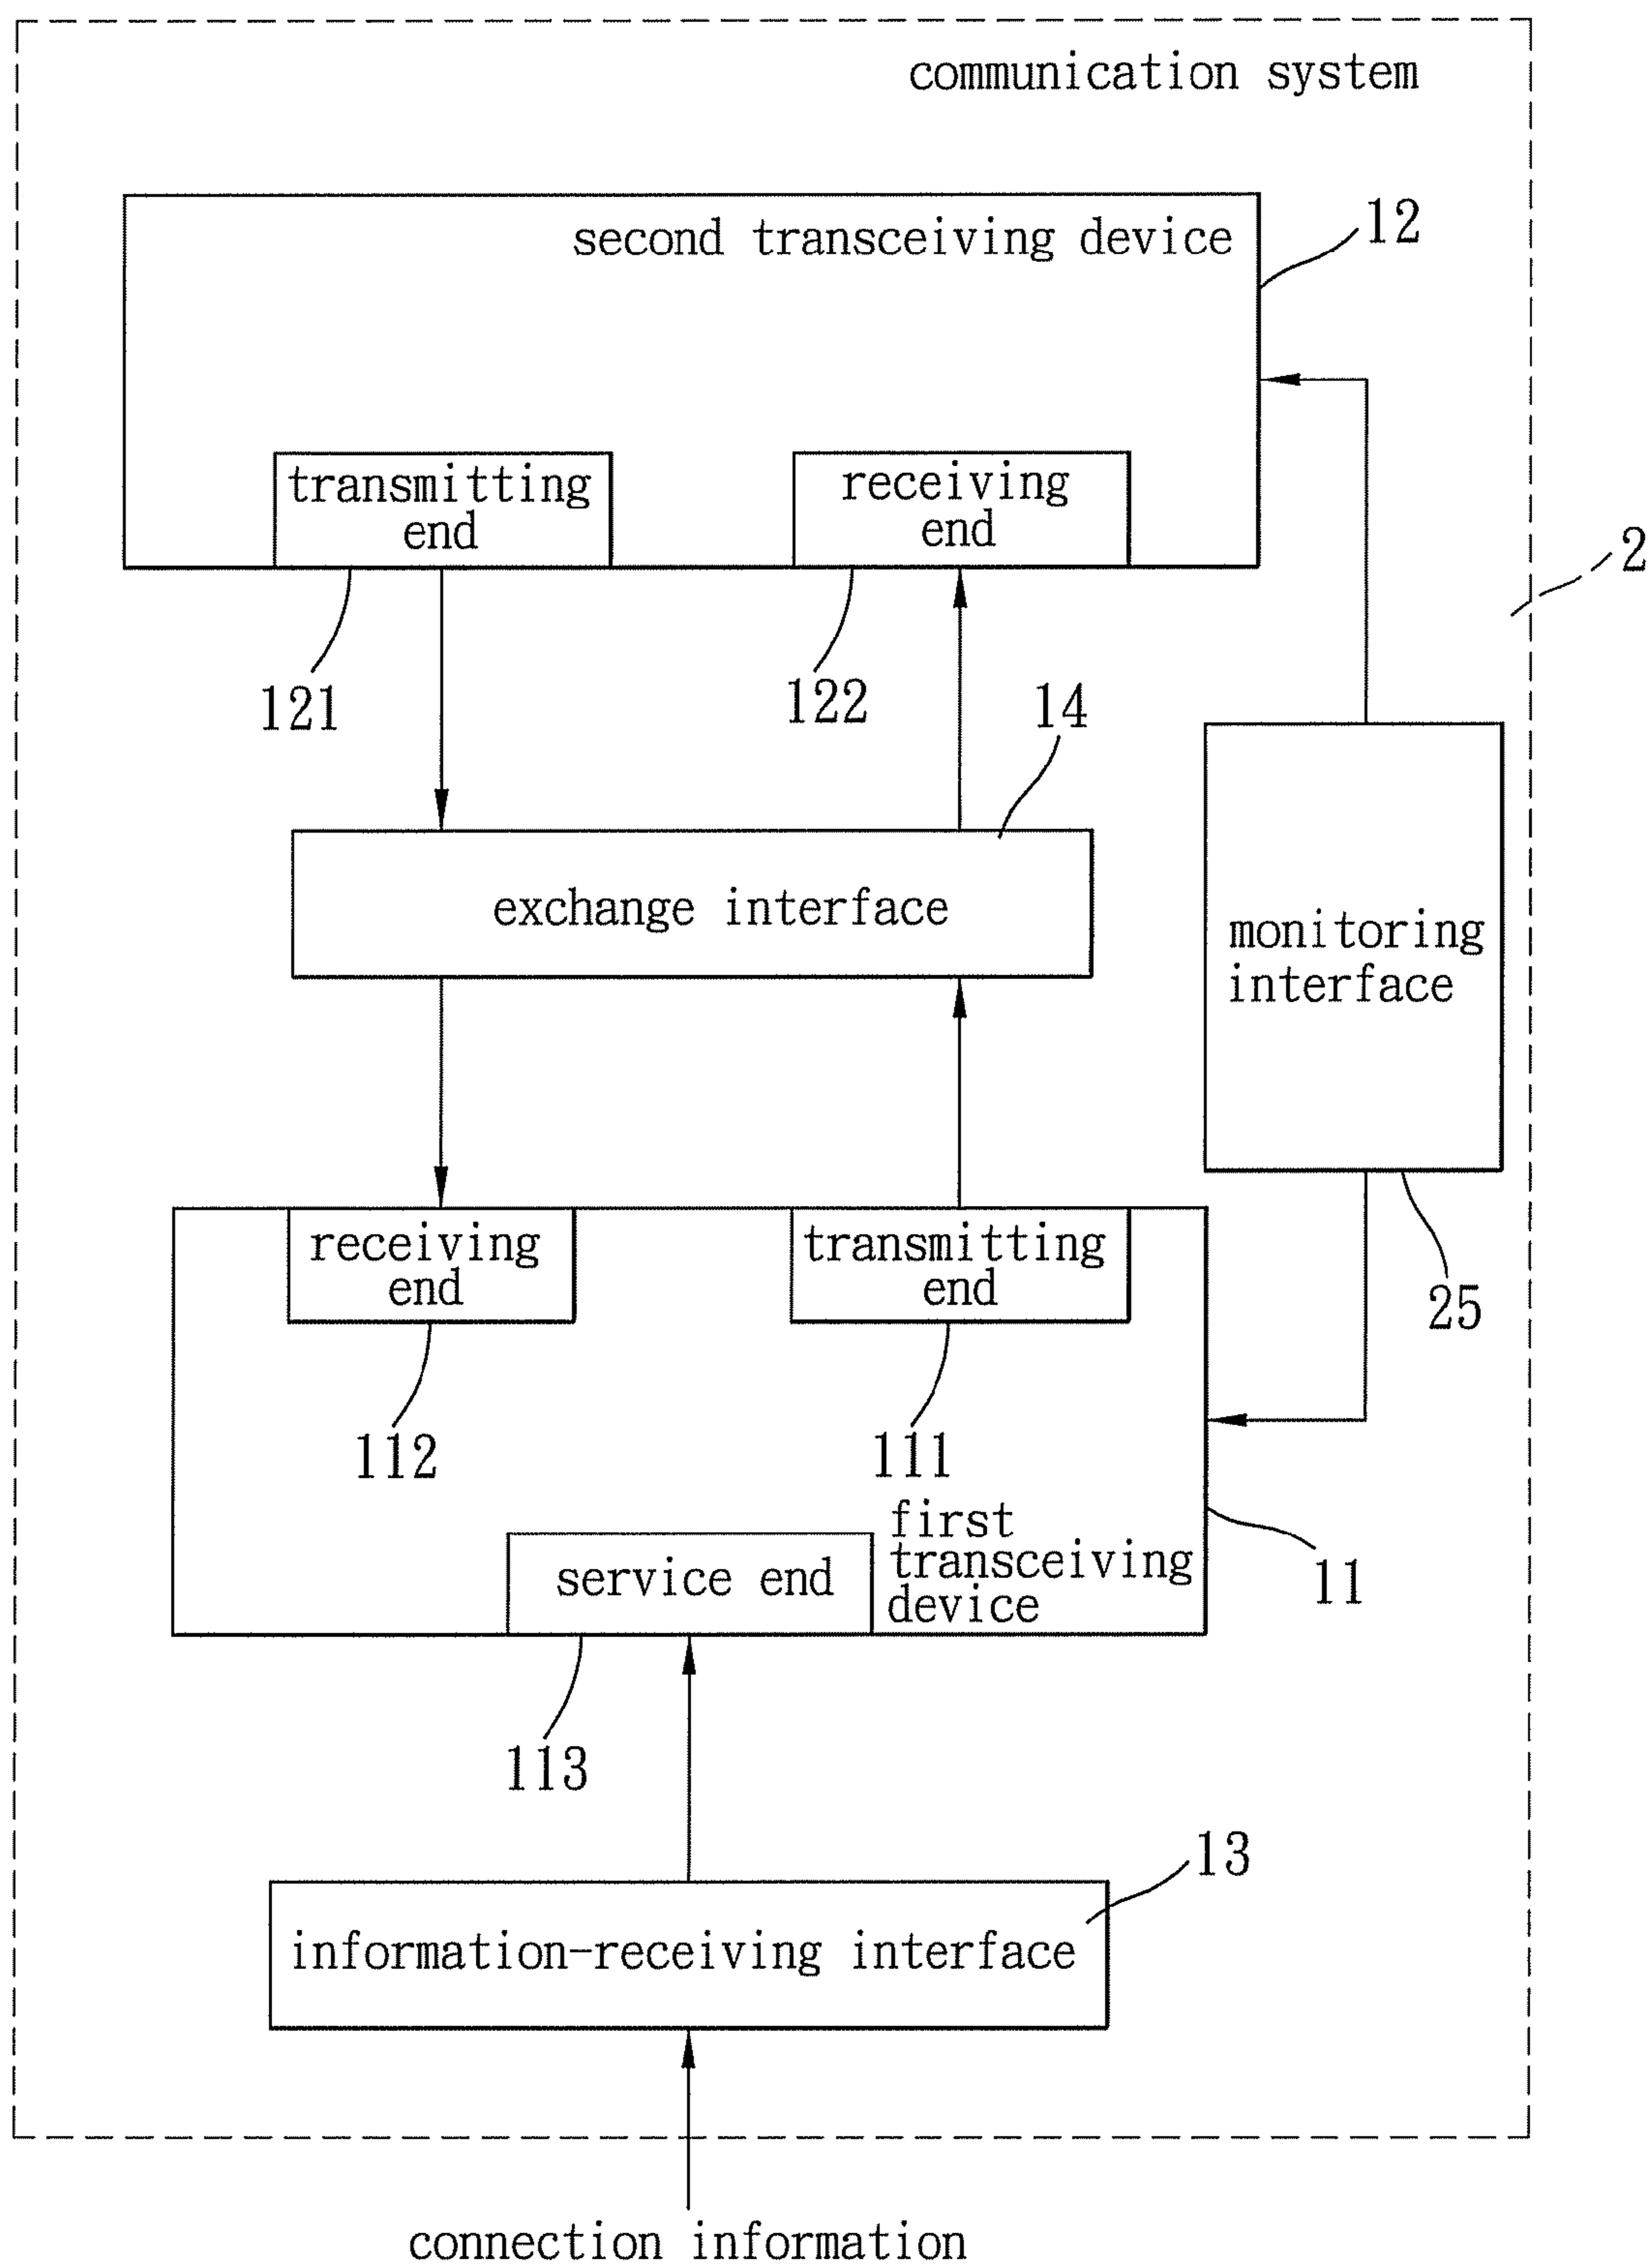 communication system
second transceiving device
12
transmitting
end
receiving
end
2
121
122
14
exchange interface
monitoring
interface
receiving
end
transmitting
end
25
112
111
first
transceiving
device
service end
11
113
13
information-receiving interface
connection information